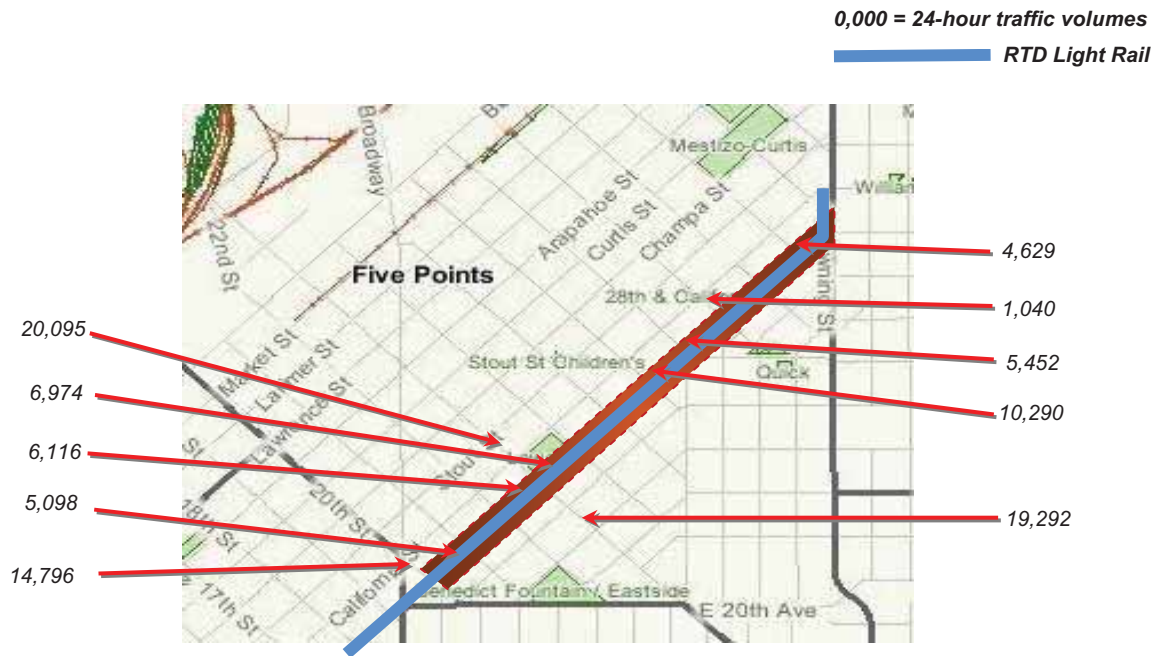 0,000 = 24-hour traffic volumes
RTD Light Rail
Broadway
Mestizo-Curtis
22nd St
Arapahoe St
Curtis St
Champa St
Five Points
4,629
28th &
1,040
20,095
Market St
Larimer St
Stout St Children's
Quick
5,452
6,974
Lawrence St
10,290
6,116
St
20th St
5,098
18th St
19,292
14,796
17th St
California St
Benedict Fountain / Eastside
E 20th Ave